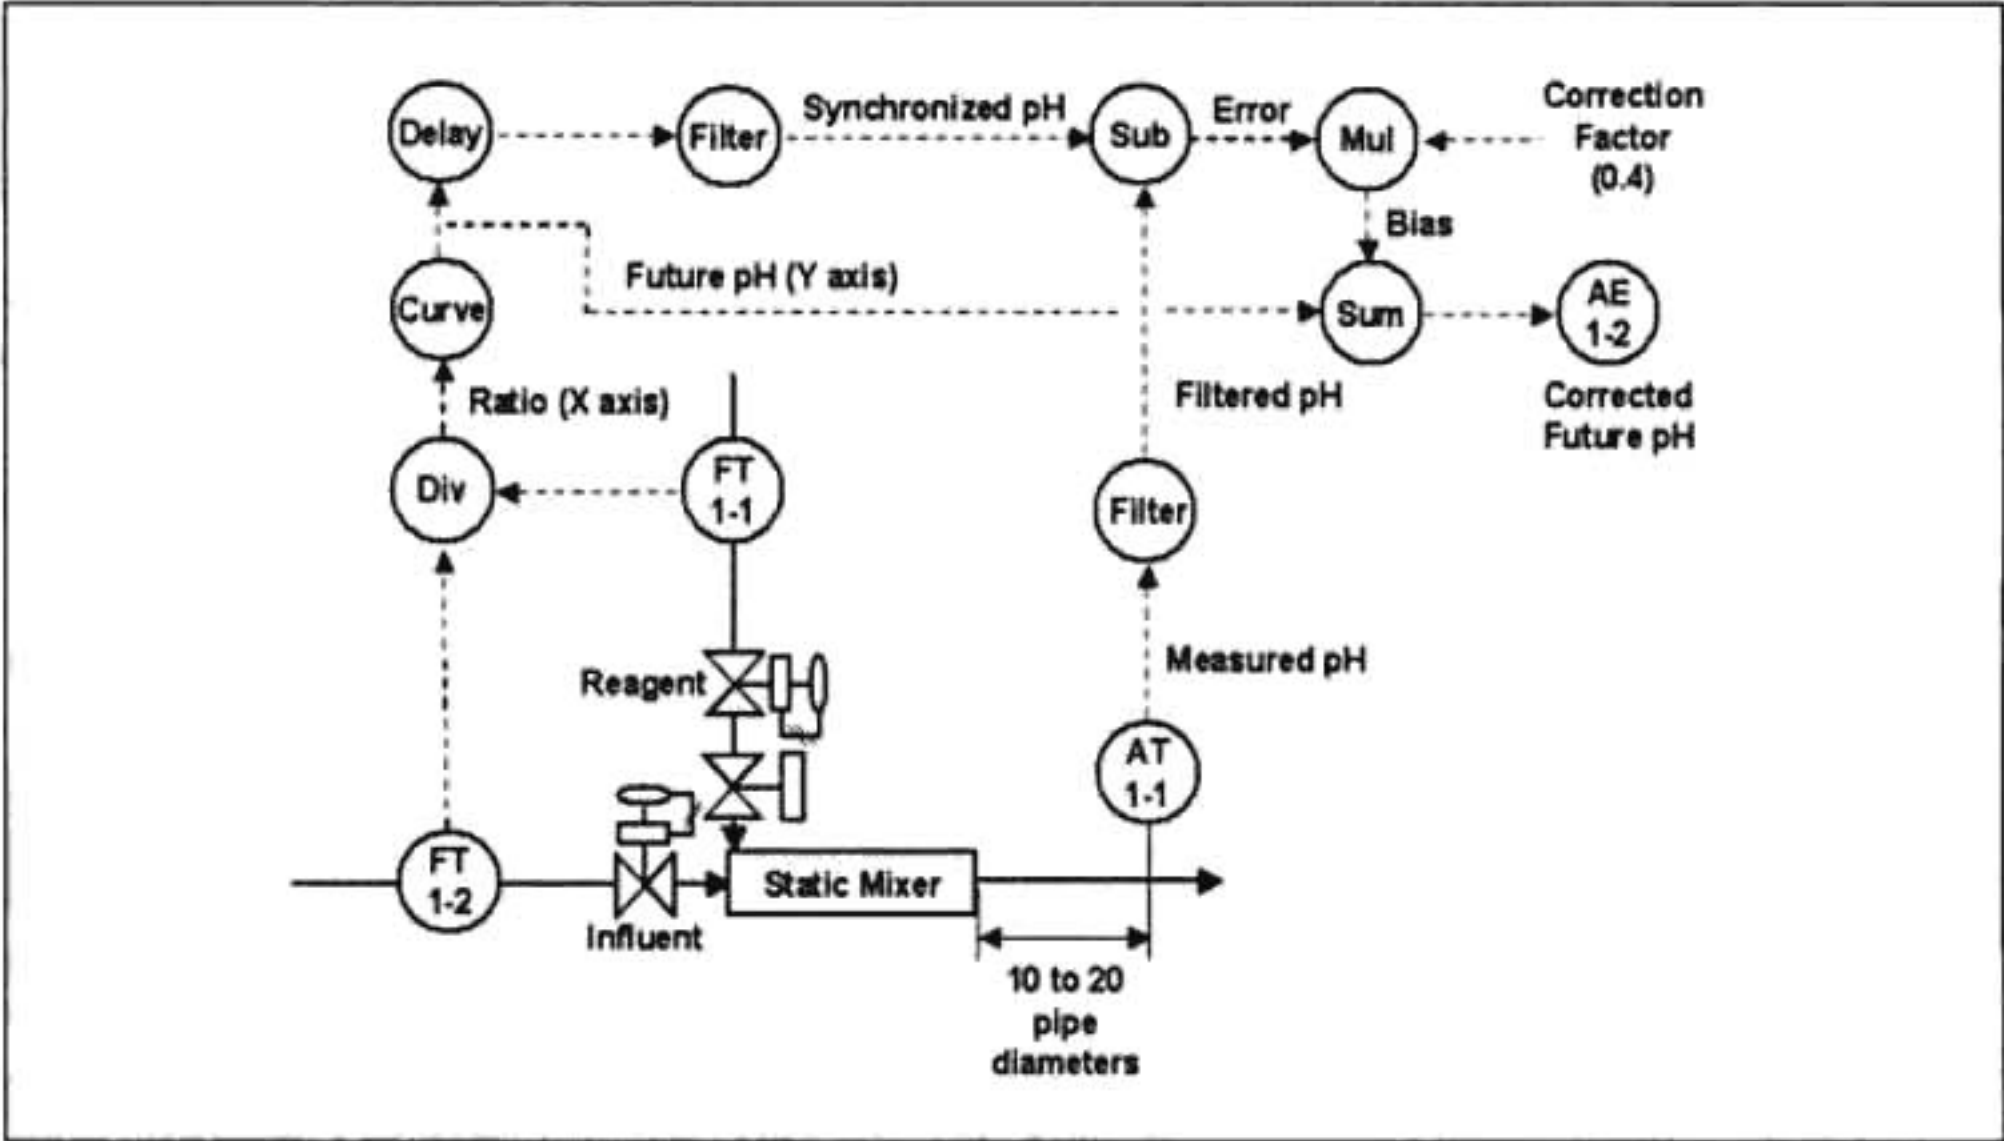 Delay
Filter
Synchronized pH
Sub
Error
Mul
Correction
Factor
(0.4)
Bias
Curve
Future pH (Y axis)
Sum
AE
1-2
Ratio (X axis)
Filtered pH
Corrected
Future pH
Div
FT
1-1
Filter
Reagent
Measured pH
AT
1-1
FT
1-2
Static Mixer
Influent
10 to 20
pipe
diameters